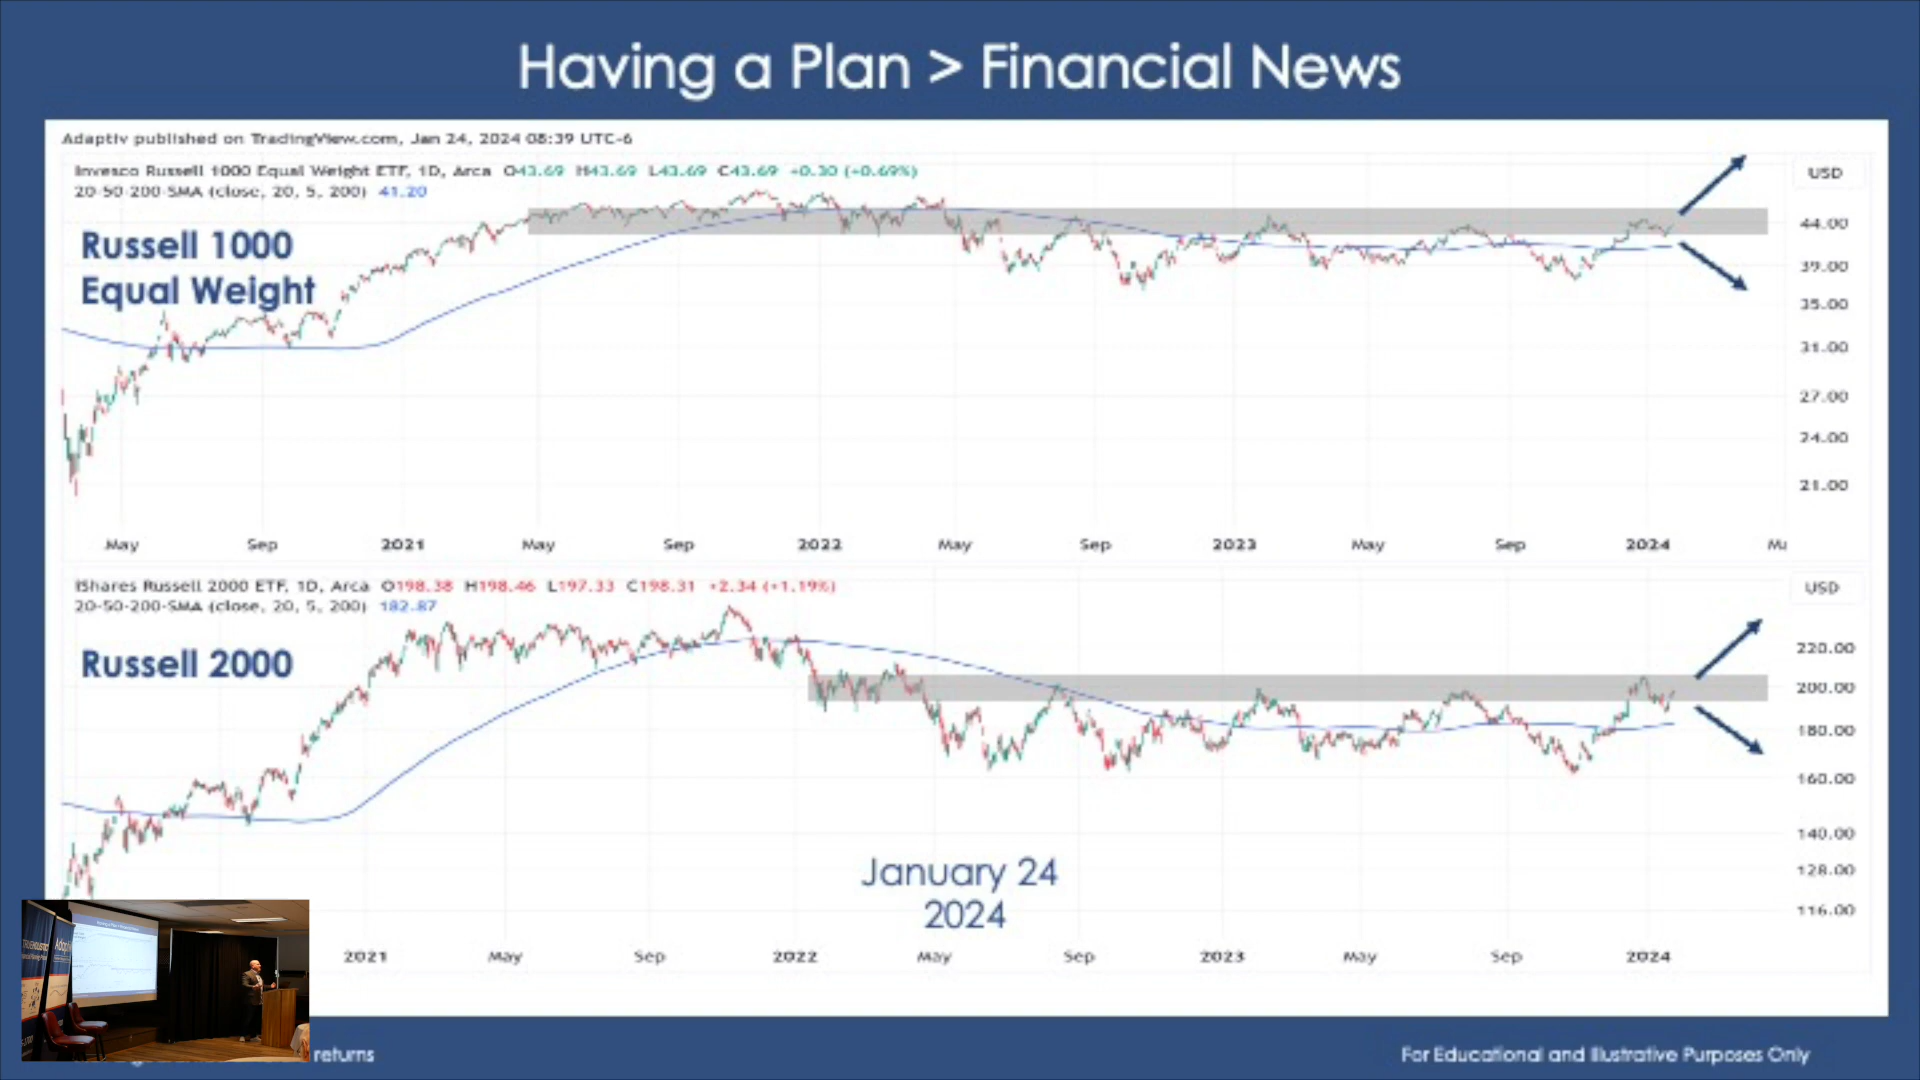 Having a Plan > Financial News
Adaptiv published on TradingView.com, Jan 24, 2024 08:39 UTC-6
Invesco Russell 1000 Equal Weight ETF, 1D, Arca O43.69 H43.69 L43.69 C43.69 +0.30 (+0.69%)
20-50-200-SMA (close, 20, 5, 200) 41.20
USD
Russell 1000
Equal Weight
44.00
39.00
35.00
31.00
27.00
24.00
21.00
May Sep 2021 May Sep 2022 May Sep 2023 May Sep 2024
iShares Russell 2000 ETF, 1D, Arca O198.38 H198.46 L197.33 C198.31 +2.34 (+1.19%)
20-50-200-SMA (close, 20, 5, 200) 182.87
USD
Russell 2000
220.00
200.00
180.00
160.00
140.00
128.00
116.00
January 24
2024
2021 May Sep 2022 May Sep 2023 May Sep 2024
returns
For Educational and Illustrative Purposes Only